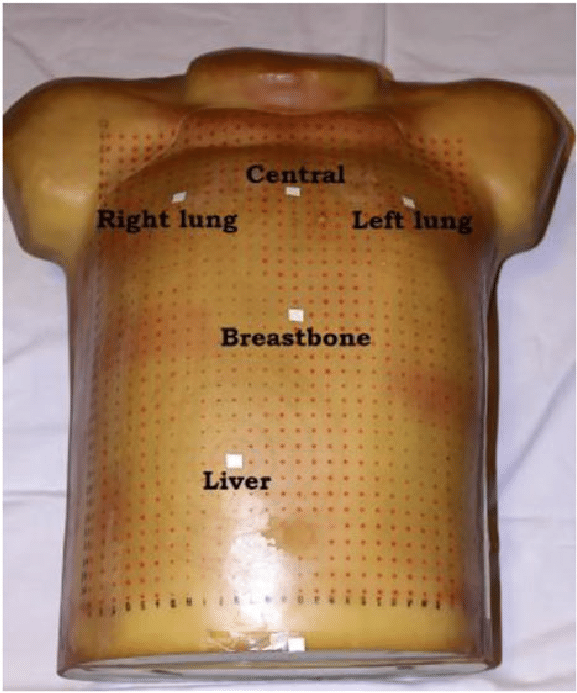 Central
Right lung
Left lung
Breastbone
Liver